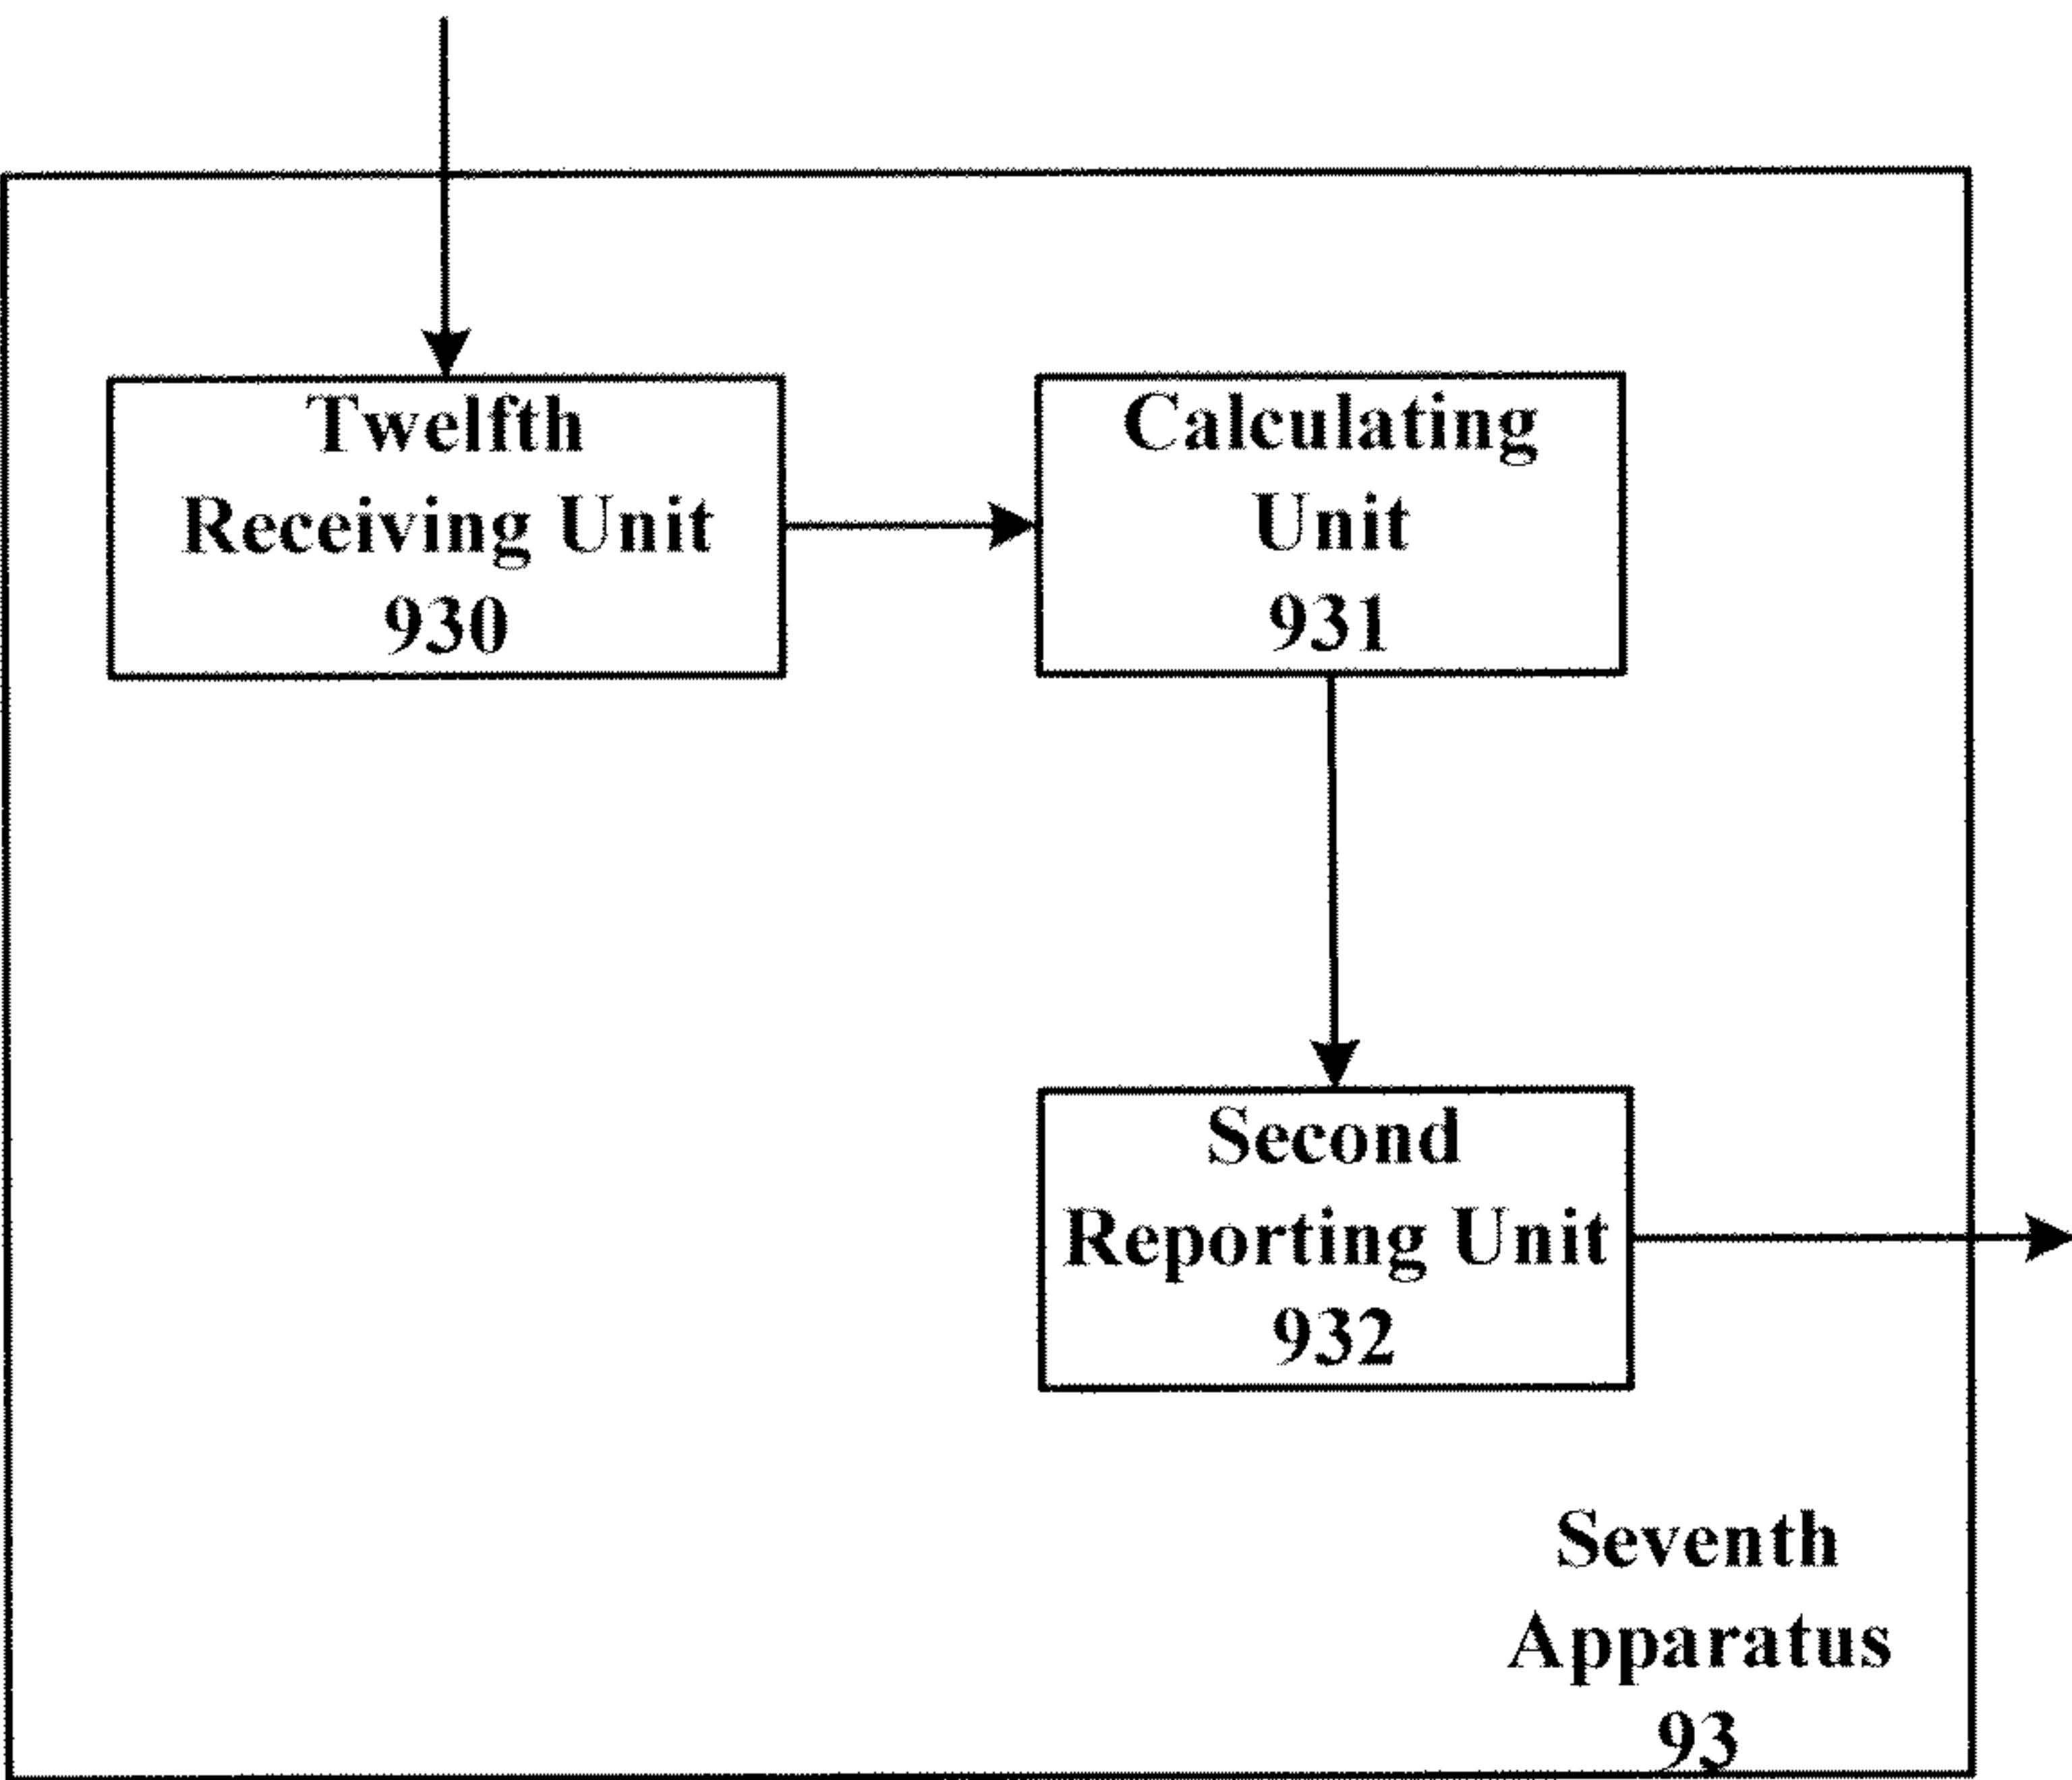 Twelfth
Receiving Unit
930
Calculating
Unit
931
Second
Reporting Unit
932
Seventh
Apparatus
93